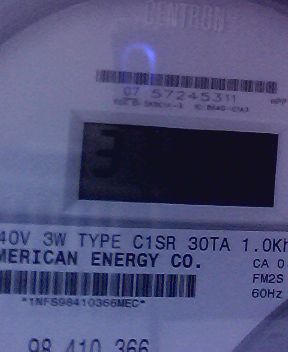 CENTRON
07 57245311
3
40V 3W TYPE C1SR 30TA 1.0Kh
MERICAN ENERGY CO.
CA 0
FM2S
60Hz
*1NFS98410366MEC*
98 410 366